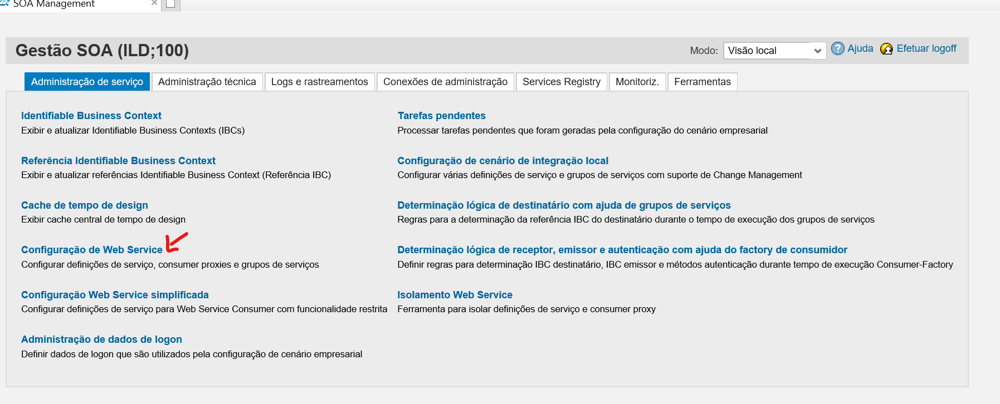 SAP
SOA Management
Gestão SOA (ILD;100)
Modo: Visão local Ajuda Efetuar logoff
Administração de serviço Administração técnica Logs e rastreamentos Conexões de administração Services Registry Monitoriz. Ferramentas
Identifiable Business Context
Exibir e atualizar Identifiable Business Contexts (IBCs)
Referência Identifiable Business Context
Exibir e atualizar referências Identifiable Business Context (Referência IBC)
Cache de tempo de design
Exibir cache central de tempo de design
Configuração de Web Service
Configurar definições de serviço, consumer proxies e grupos de serviços
Configuração Web Service simplificada
Configurar definições de serviço para Web Service Consumer com funcionalidade restrita
Administração de dados de logon
Definir dados de logon que são utilizados pela configuração de cenário empresarial
Tarefas pendentes
Processar tarefas pendentes que foram geradas pela configuração do cenário empresarial
Configuração de cenário de integração local
Configurar várias definições de serviço e grupos de serviços com suporte de Change Management
Determinação lógica de destinatário com ajuda de grupos de serviços
Regras para a determinação da referência IBC do destinatário durante o tempo de execução dos grupos de serviços
Determinação lógica de receptor, emissor e autenticação com ajuda do factory de consumidor
Definir regras para determinação IBC destinatário, IBC emissor e métodos autenticação durante tempo de execução Consumer-Factory
Isolamento Web Service
Ferramenta para isolar definições de serviço e consumer proxy